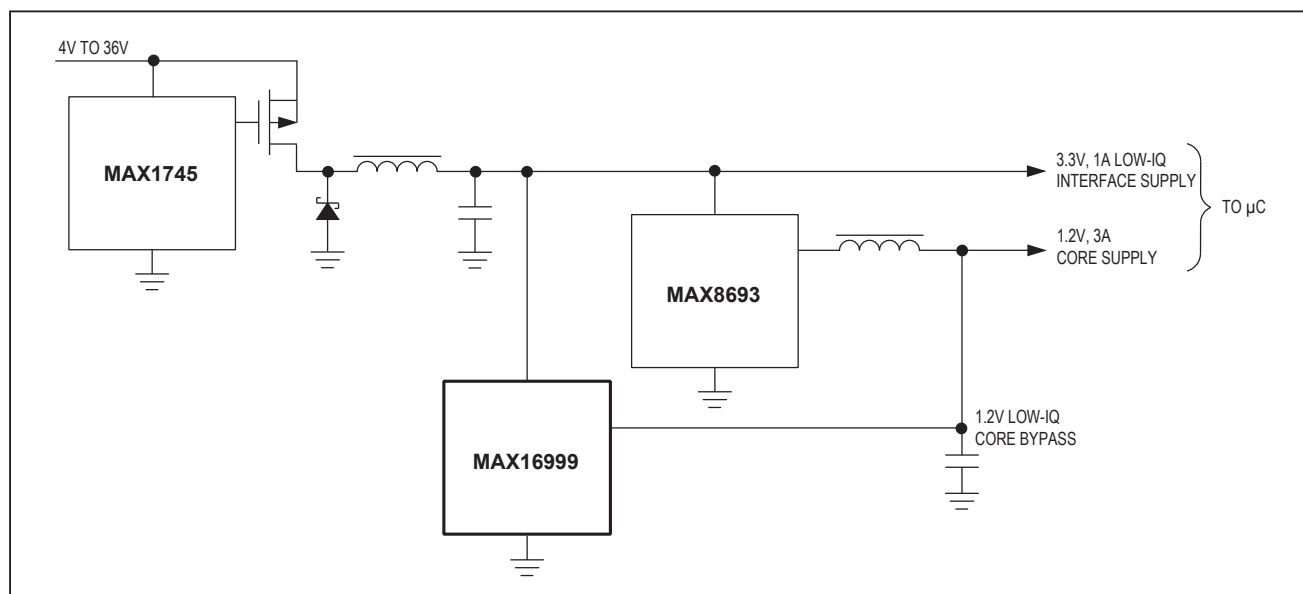 4V TO 36V
MAX1745
3.3V, 1A LOW-IQ
INTERFACE SUPPLY
TO µC
1.2V, 3A
CORE SUPPLY
MAX8693
1.2V LOW-IQ
CORE BYPASS
MAX16999